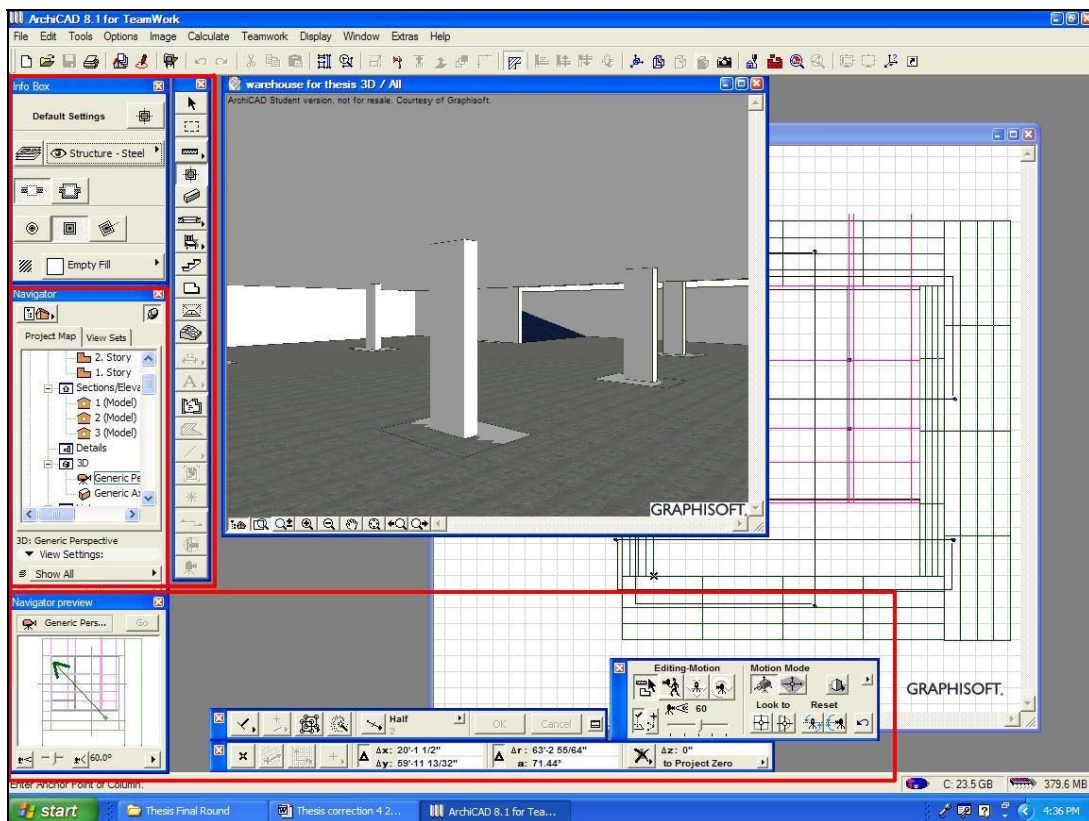 ArchiCAD 8.1 for TeamWork
File Edit Tools Options Image Calculate Teamwork Display Window Extras Help
Info Box
Default Settings
Structure - Steel
Empty Fill
Navigator
Project Map View Sets
2. Story
1. Story
Sections/Eleva
1 (Model)
2 (Model)
3 (Model)
Details
3D
Generic Pe
Generic Ax
3D: Generic Perspective
View Settings:
Show All
warehouse for thesis 3D / All
ArchiCAD Student version, not for resale. Courtesy of Graphisoft.
GRAPHISOFT.
GRAPHISOFT.
Navigator preview
Generic Pers... Go
60.0°
Half
2
OK Cancel
Δx: 20'-1 1/2"
Δy: 59'-11 13/32"
Δr: 63'-2 55/64"
a: 71.44°
Δz: 0"
to Project Zero
Editing-Motion
60
Motion Mode
Look to Reset
Enter Anchor Point of Column.
C: 23.5 GB
379.6 MB
start
Thesis Final Round
Thesis correction 4 2...
ArchiCAD 8.1 for Tea...
4:36 PM